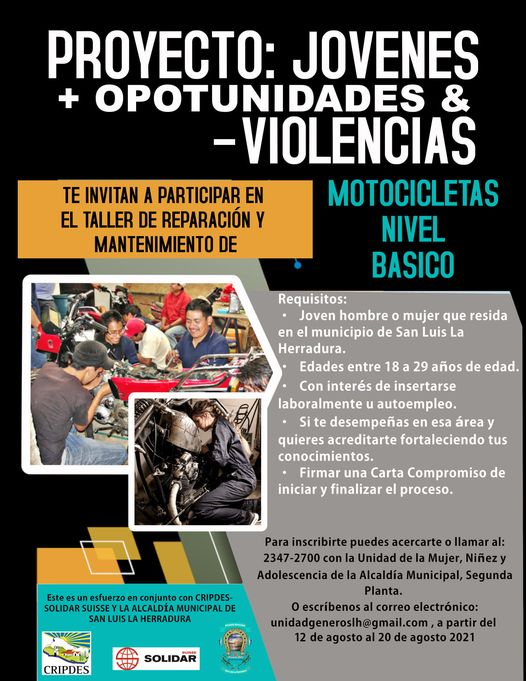 PROYECTO: JOVENES
+ OPOTUNIDADES &
-VIOLENCIAS
TE INVITAN A PARTICIPAR EN
EL TALLER DE REPARACIÓN Y
MANTENIMIENTO DE
MOTOCICLETAS
NIVEL
BASICO
Requisitos:
• Joven hombre o mujer que resida
en el municipio de San Luis La
Herradura.
• Edades entre 18 a 29 años de edad.
• Con interés de insertarse
laboralmente u autoempleo.
• Si te desempeñas en esa área y
quieres acreditarte fortaleciendo tus
conocimientos.
• Firmar una Carta Compromiso de
iniciar y finalizar el proceso.
Para inscribirte puedes acercarte o llamar al:
2347-2700 con la Unidad de la Mujer, Niñez y
Adolescencia de la Alcaldía Municipal, Segunda
Planta.
O escríbenos al correo electrónico:
unidadgeneroslh@gmail.com , a partir del
12 de agosto al 20 de agosto 2021
Este es un esfuerzo en conjunto con CRIPDES-
SOLIDAR SUISSE Y LA ALCALDÍA MUNICIPAL DE
SAN LUIS LA HERRADURA
CRIPDES
SUISSE
SOLIDAR